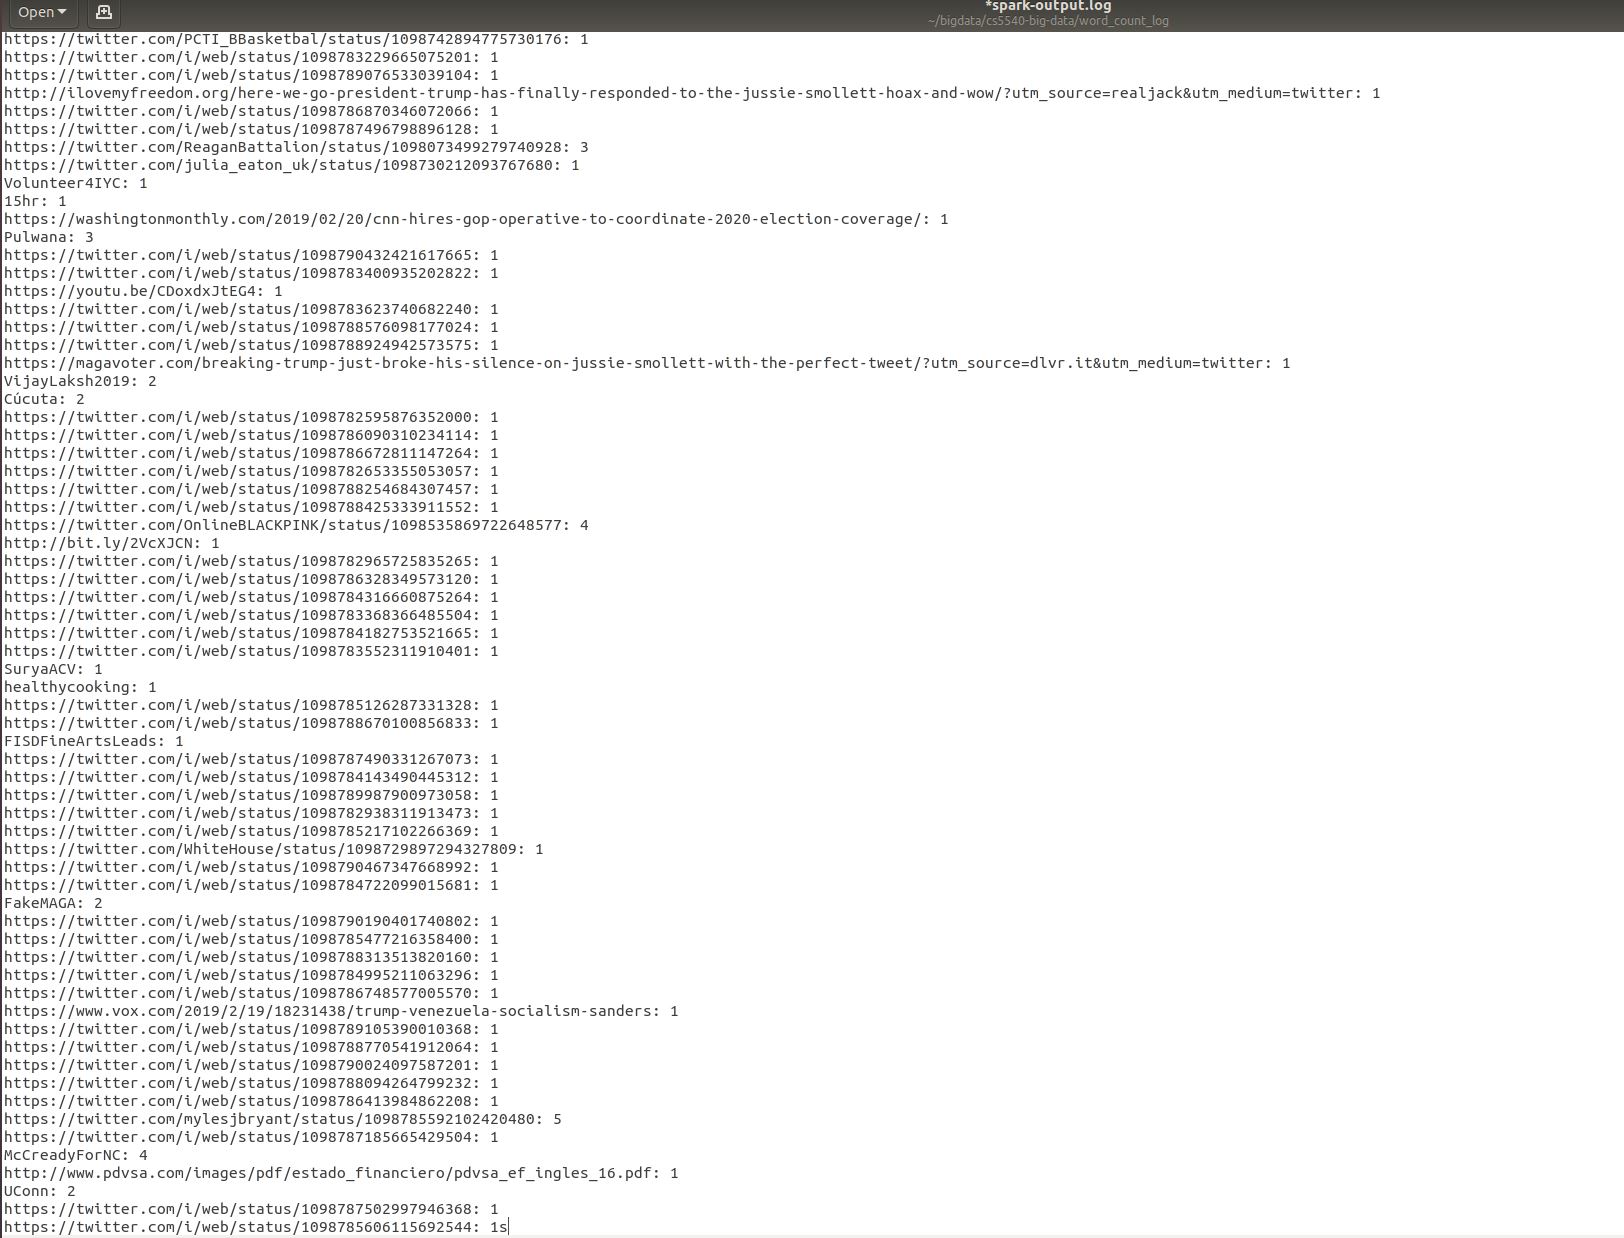 Open
*spark-output.log
~/bigdata/cs5540-big-data/word_count_log
https://twitter.com/PCTI_BBasketbal/status/1098742894775730176: 1
https://twitter.com/i/web/status/1098783229665075201: 1
https://twitter.com/i/web/status/1098789076533039104: 1
http://ilovemyfreedom.org/here-we-go-president-trump-has-finally-responded-to-the-jussie-smollett-hoax-and-wow/?utm_source=realjack&utm_medium=twitter: 1
https://twitter.com/i/web/status/1098786870346072066: 1
https://twitter.com/i/web/status/1098787496798896128: 1
https://twitter.com/ReaganBattalion/status/1098073499279740928: 3
https://twitter.com/julia_eaton_uk/status/1098730212093767680: 1
Volunteer4IYC: 1
15hr: 1
https://washingtonmonthly.com/2019/02/20/cnn-hires-gop-operative-to-coordinate-2020-election-coverage/: 1
Pulwana: 3
https://twitter.com/i/web/status/1098790432421617665: 1
https://twitter.com/i/web/status/1098783400935202822: 1
https://youtu.be/CDoxdxJtEG4: 1
https://twitter.com/i/web/status/1098783623740682240: 1
https://twitter.com/i/web/status/1098788576098177024: 1
https://twitter.com/i/web/status/1098788924942573575: 1
https://magavoter.com/breaking-trump-just-broke-his-silence-on-jussie-smollett-with-the-perfect-tweet/?utm_source=dlvr.it&utm_medium=twitter: 1
VijayLaksh2019: 2
Cúcuta: 2
https://twitter.com/i/web/status/1098782595876352000: 1
https://twitter.com/i/web/status/1098786090310234114: 1
https://twitter.com/i/web/status/1098786672811147264: 1
https://twitter.com/i/web/status/1098782653355053057: 1
https://twitter.com/i/web/status/1098788254684307457: 1
https://twitter.com/i/web/status/1098788425333911552: 1
https://twitter.com/OnlineBLACKPINK/status/1098535869722648577: 4
http://bit.ly/2VcXJCN: 1
https://twitter.com/i/web/status/1098782965725835265: 1
https://twitter.com/i/web/status/1098786328349573120: 1
https://twitter.com/i/web/status/1098784316660875264: 1
https://twitter.com/i/web/status/1098783368366485504: 1
https://twitter.com/i/web/status/1098784182753521665: 1
https://twitter.com/i/web/status/1098783552311910401: 1
SuryaACV: 1
healthycooking: 1
https://twitter.com/i/web/status/1098785126287331328: 1
https://twitter.com/i/web/status/1098788670100856833: 1
FISDFineArtsLeads: 1
https://twitter.com/i/web/status/1098787490331267073: 1
https://twitter.com/i/web/status/1098784143490445312: 1
https://twitter.com/i/web/status/1098789987900973058: 1
https://twitter.com/i/web/status/1098782938311913473: 1
https://twitter.com/i/web/status/1098785217102266369: 1
https://twitter.com/WhiteHouse/status/1098729897294327809: 1
https://twitter.com/i/web/status/1098790467347668992: 1
https://twitter.com/i/web/status/1098784722099015681: 1
FakeMAGA: 2
https://twitter.com/i/web/status/1098790190401740802: 1
https://twitter.com/i/web/status/1098785477216358400: 1
https://twitter.com/i/web/status/1098788313513820160: 1
https://twitter.com/i/web/status/1098784995211063296: 1
https://twitter.com/i/web/status/1098786748577005570: 1
https://www.vox.com/2019/2/19/18231438/trump-venezuela-socialism-sanders: 1
https://twitter.com/i/web/status/1098789105390010368: 1
https://twitter.com/i/web/status/1098788770541912064: 1
https://twitter.com/i/web/status/1098790024097587201: 1
https://twitter.com/i/web/status/1098788094264799232: 1
https://twitter.com/i/web/status/1098786413984862208: 1
https://twitter.com/mylesjbryant/status/1098785592102420480: 5
https://twitter.com/i/web/status/1098787185665429504: 1
McCreadyForNC: 4
http://www.pdvsa.com/images/pdf/estado_financiero/pdvsa_ef_ingles_16.pdf: 1
UConn: 2
https://twitter.com/i/web/status/1098787502997946368: 1
https://twitter.com/i/web/status/1098785606115692544: 1s